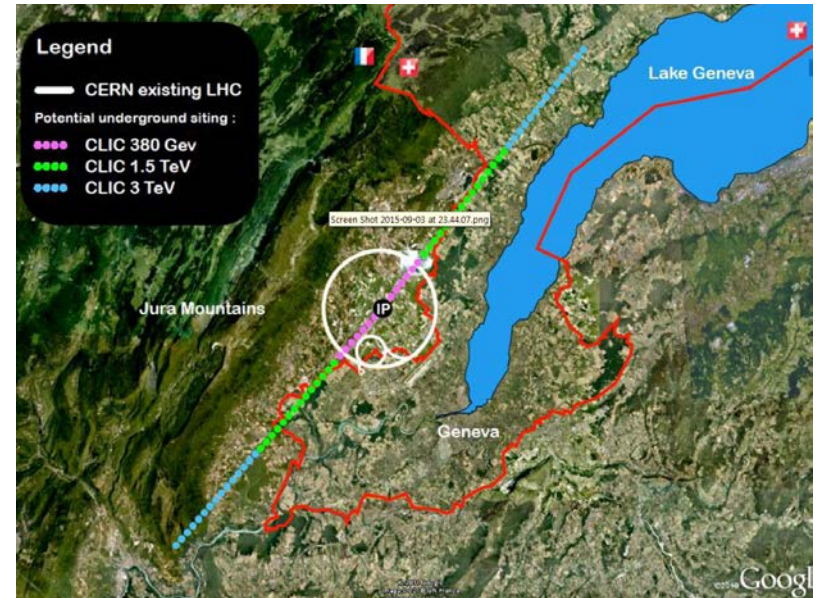 Legend
CERN existing LHC
Potential underground siting :
CLIC 380 Gev
CLIC 1.5 TeV
CLIC 3 TeV
Lake Geneva
Screen Shot 2015-09-03 at 23.44.07.png
Jura Mountains
IP
Geneva
Googl